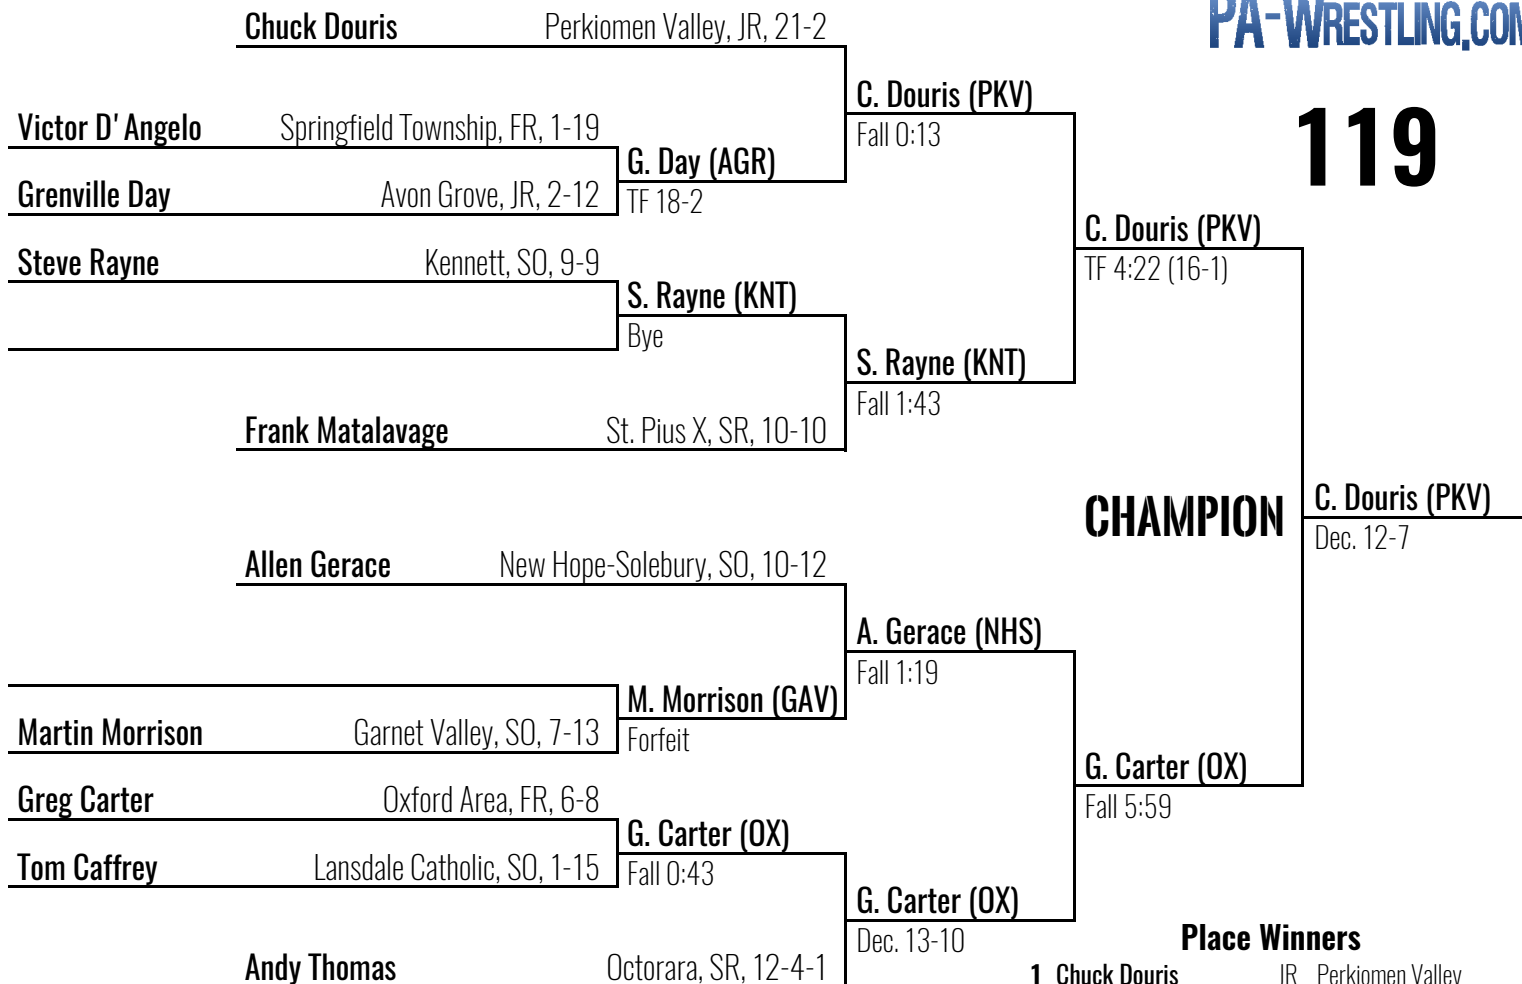 PA-WRESTLING.COM
119
Chuck Douris Perkiomen Valley, JR, 21-2
C. Douris (PKV)
Fall 0:13
Victor D'Angelo Springfield Township, FR, 1-19
G. Day (AGR)
TF 18-2
Grenville Day Avon Grove, JR, 2-12
C. Douris (PKV)
TF 4:22 (16-1)
Steve Rayne Kennett, SO, 9-9
S. Rayne (KNT)
Bye
S. Rayne (KNT)
Fall 1:43
Frank Matalavage St. Pius X, SR, 10-10
CHAMPION
C. Douris (PKV)
Dec. 12-7
Allen Gerace New Hope-Solebury, SO, 10-12
A. Gerace (NHS)
Fall 1:19
M. Morrison (GAV)
Forfeit
Martin Morrison Garnet Valley, SO, 7-13
G. Carter (OX)
Fall 5:59
Greg Carter Oxford Area, FR, 6-8
G. Carter (OX)
Fall 0:43
Tom Caffrey Lansdale Catholic, SO, 1-15
G. Carter (OX)
Dec. 13-10
Andy Thomas Octorara, SR, 12-4-1
Place Winners
1 Chuck Douris JR Perkiomen Valley